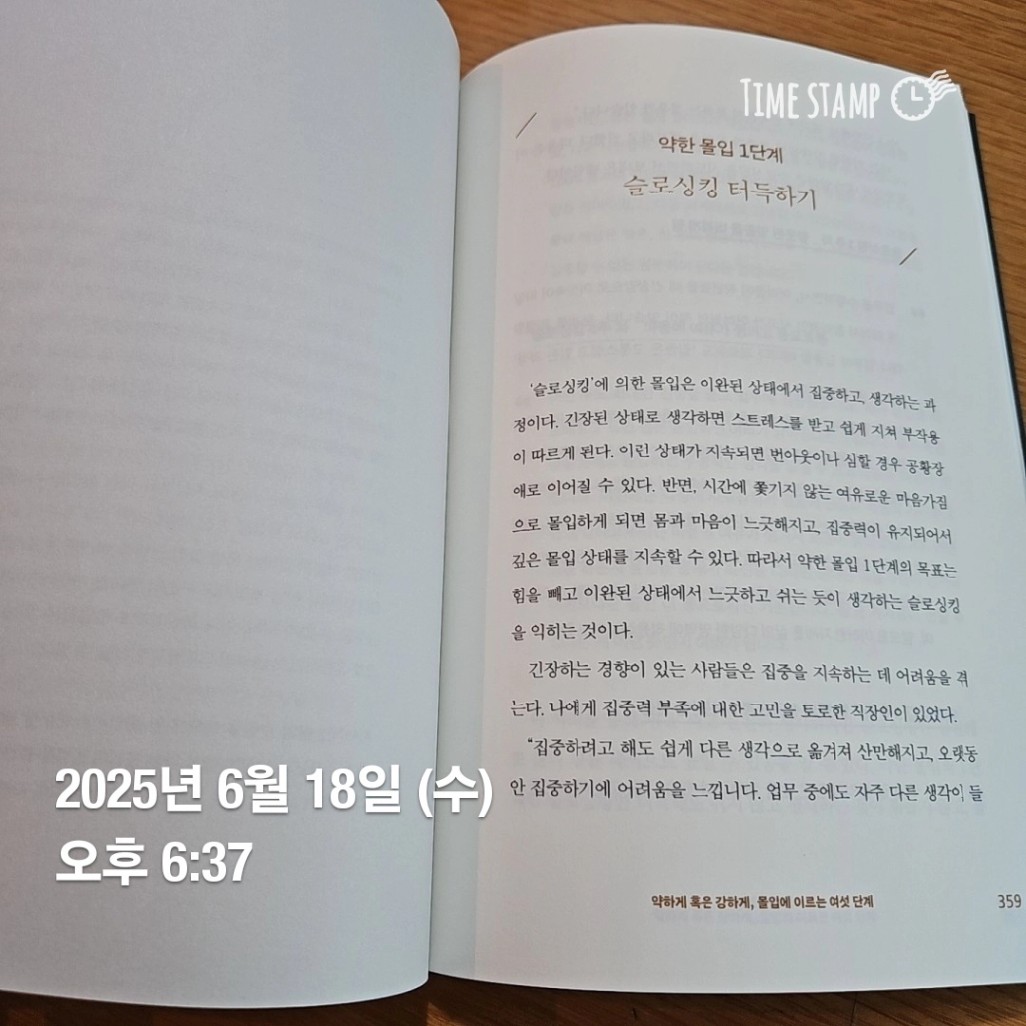 TIME STAMP
약한 몰입 1단계
슬로싱킹 터득하기
‘슬로싱킹’에 의한 몰입은 이완된 상태에서 집중하고, 생각하는 과
정이다. 긴장된 상태로 생각하면 스트레스를 받고 쉽게 지쳐 부작용
이 따르게 된다. 이런 상태가 지속되면 번아웃이나 심할 경우 공황장
애로 이어질 수 있다. 반면, 시간에 쫓기지 않는 여유로운 마음가짐
으로 몰입하게 되면 몸과 마음이 느긋해지고, 집중력이 유지되어서
깊은 몰입 상태를 지속할 수 있다. 따라서 약한 몰입 1단계의 목표는
힘을 빼고 이완된 상태에서 느긋하고 쉬는 듯이 생각하는 슬로싱킹
을 익히는 것이다.
긴장하는 경향이 있는 사람들은 집중을 지속하는 데 어려움을 겪
는다. 나에게 집중력 부족에 대한 고민을 토로한 직장인이 있었다.
“집중하려고 해도 쉽게 다른 생각으로 옮겨져 산만해지고, 오랫동
안 집중하기에 어려움을 느낍니다. 업무 중에도 자주 다른 생각이 들
약하게 혹은 강하게, 몰입에 이르는 여섯 단계
359
2025년 6월 18일 (수)
오후 6:37